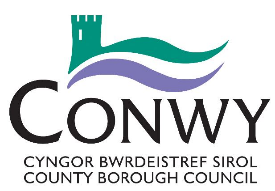 CONWY
CYNGOR BWRDEISTREF SIROL
COUNTY BOROUGH COUNCIL